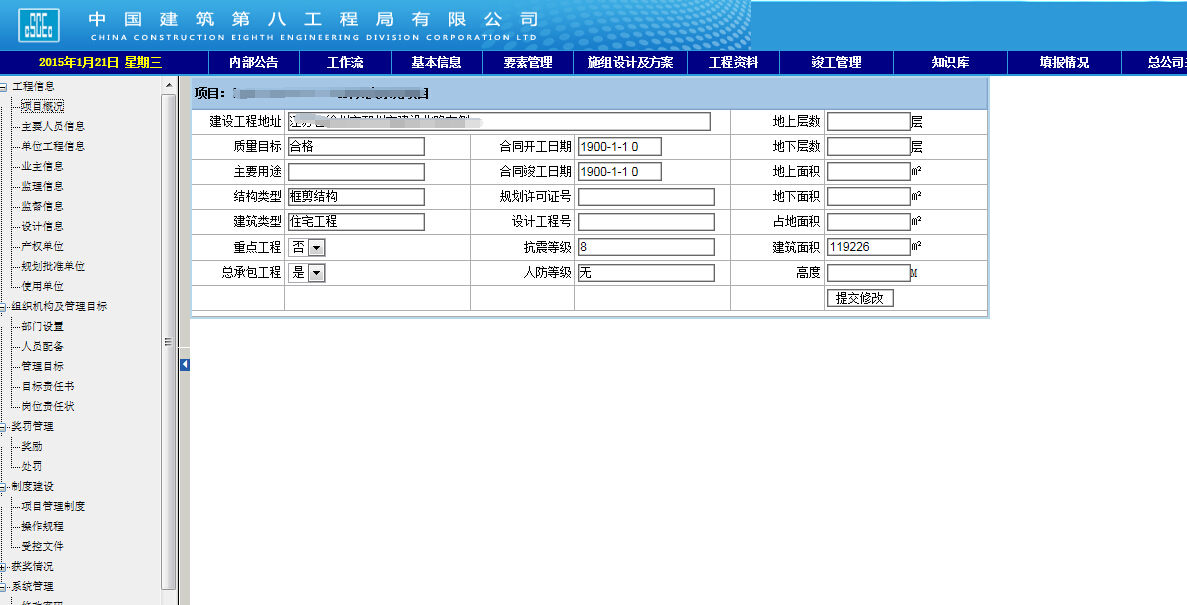 中国建筑第八工程局有限公司
CHINA CONSTRUCTION EIGHTH ENGINEERING DIVISION CORPORATION LTD
2015年1月21日 星期三 内部公告 工作流 基本信息 要素管理 施组设计及方案 工程资料 竣工管理 知识库 填报情况 总公司
工程信息
项目概况
主要人员信息
单位工程信息
业主信息
监理信息
监督信息
设计信息
产权单位
规划批准单位
使用单位
组织机构及管理目标
部门设置
人员配备
管理目标
目标责任书
岗位责任状
奖罚管理
奖励
处罚
制度建设
项目管理制度
操作规程
受控文件
获奖情况
系统管理
项目：
建设工程地址 地上层数 层
质量目标 合格 合同开工日期 1900-1-1 0 地下层数 层
主要用途 合同竣工日期 1900-1-1 0 地上面积 m²
结构类型 框剪结构 规划许可证号 地下面积 m²
建筑类型 住宅工程 设计工程号 占地面积 m²
重点工程 否 抗震等级 8 建筑面积 119226 m²
总承包工程 是 人防等级 无 高度 M
提交修改